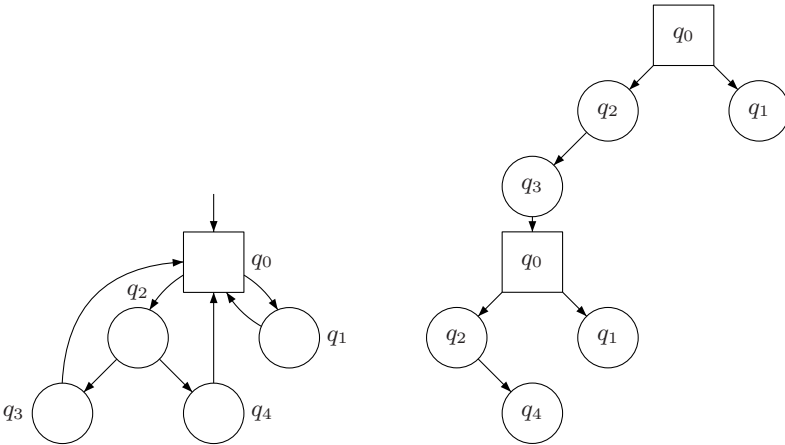 q₀
q₂ q₁
q₃
q₀ q₀
q₂
q₁ q₂ q₁
q₃ q₄ q₄